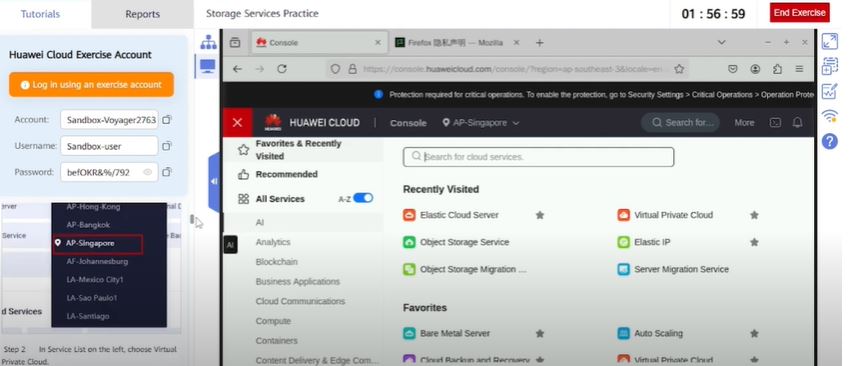 Tutorials
Reports
Storage Services Practice
01 : 56 : 59
End Exercise
Huawei Cloud Exercise Account
Log in using an exercise account
Account: Sandbox-Voyager2763
Username: Sandbox-user
Password: befOKR&%/792
AP-Hong-Kong
AP-Bangkok
AP-Singapore
AF-Johannesburg
LA-Mexico City1
LA-Sao Paulo1
LA-Santiago
erver
Service
d Services
Step 2 In Service List on the left, choose Virtual
Private Cloud.
Console
Firefox 隐私声明 — Mozilla
https://console.huaweicloud.com/console/?region=ap-southeast-3&locale=en-
Protection required for critical operations. To enable the protection, go to Security Settings > Critical Operations > Operation Prote
HUAWEI
HUAWEI CLOUD
Console
AP-Singapore
Search for...
More
Favorites & Recently
Visited
Recommended
All Services
A-Z
AI
AI
Analytics
Blockchain
Business Applications
Cloud Communications
Compute
Containers
Content Delivery & Edge Com...
Search for cloud services.
Recently Visited
Elastic Cloud Server
Virtual Private Cloud
Object Storage Service
Elastic IP
Object Storage Migration ...
Server Migration Service
Favorites
Bare Metal Server
Auto Scaling
Cloud Backup and Recovery
Virtual Private Cloud